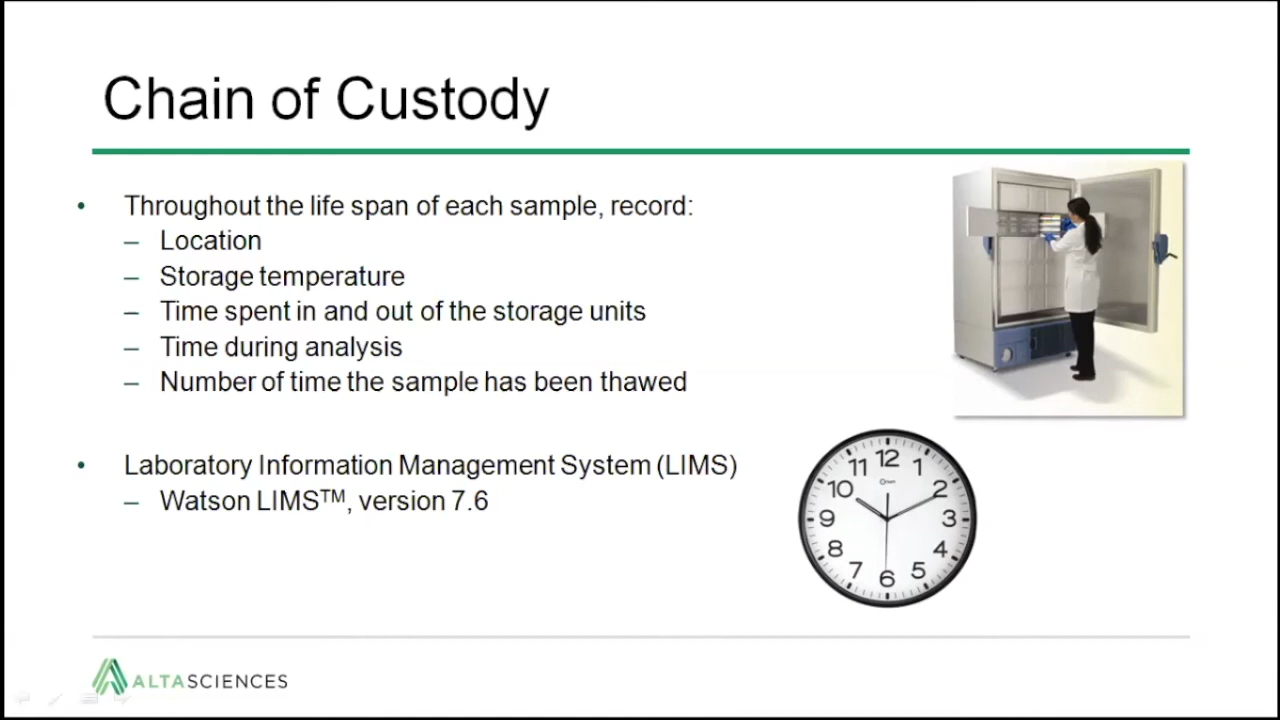 Chain of Custody
• Throughout the life span of each sample, record:
– Location
– Storage temperature
– Time spent in and out of the storage units
– Time during analysis
– Number of time the sample has been thawed
• Laboratory Information Management System (LIMS)
– Watson LIMS™, version 7.6
12
11
1
10
2
9
3
8
4
7
5
6
ALTASCIENCES